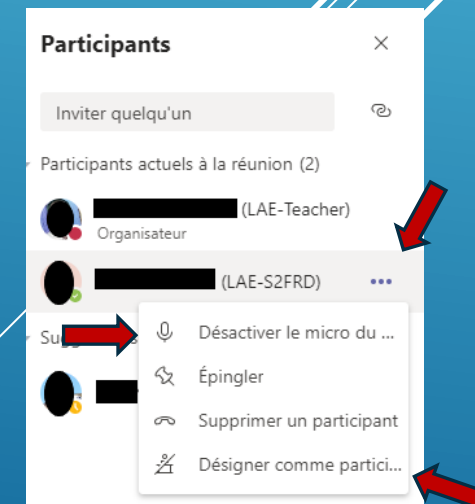 Participants
Inviter quelqu'un
Participants actuels à la réunion (2)
(LAE-Teacher)
Organisateur
(LAE-S2FRD)
Désactiver le micro du ...
Épingler
Supprimer un participant
Désigner comme partici...